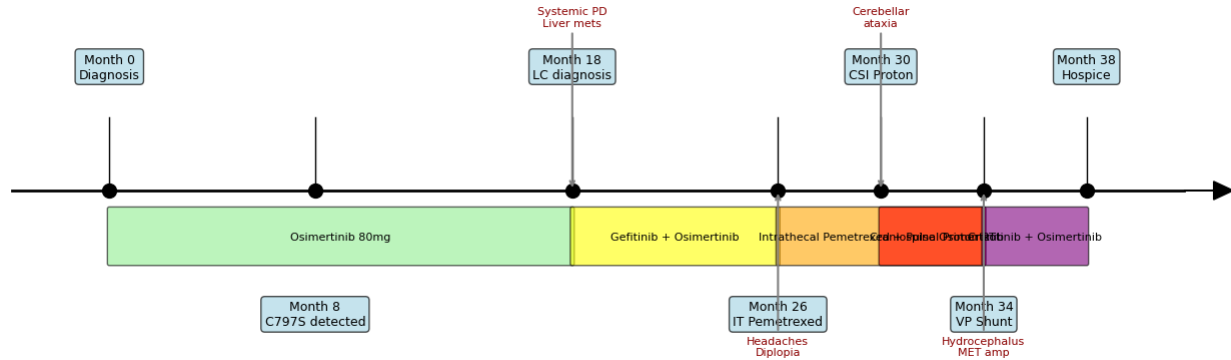 Systemic PD
Liver mets
Cerebellar
ataxia
Month 0
Diagnosis
Month 18
LC diagnosis
Month 30
CSI Proton
Month 38
Hospice
Osimertinib 80mg
Gefitinib + Osimertinib
Intrathecal Pemetrexed
+ Osimertinib
Month 8
C797S detected
Month 26
IT Pemetrexed
Month 34
VP Shunt
Headaches
Diplopia
Hydrocephalus
MET amp